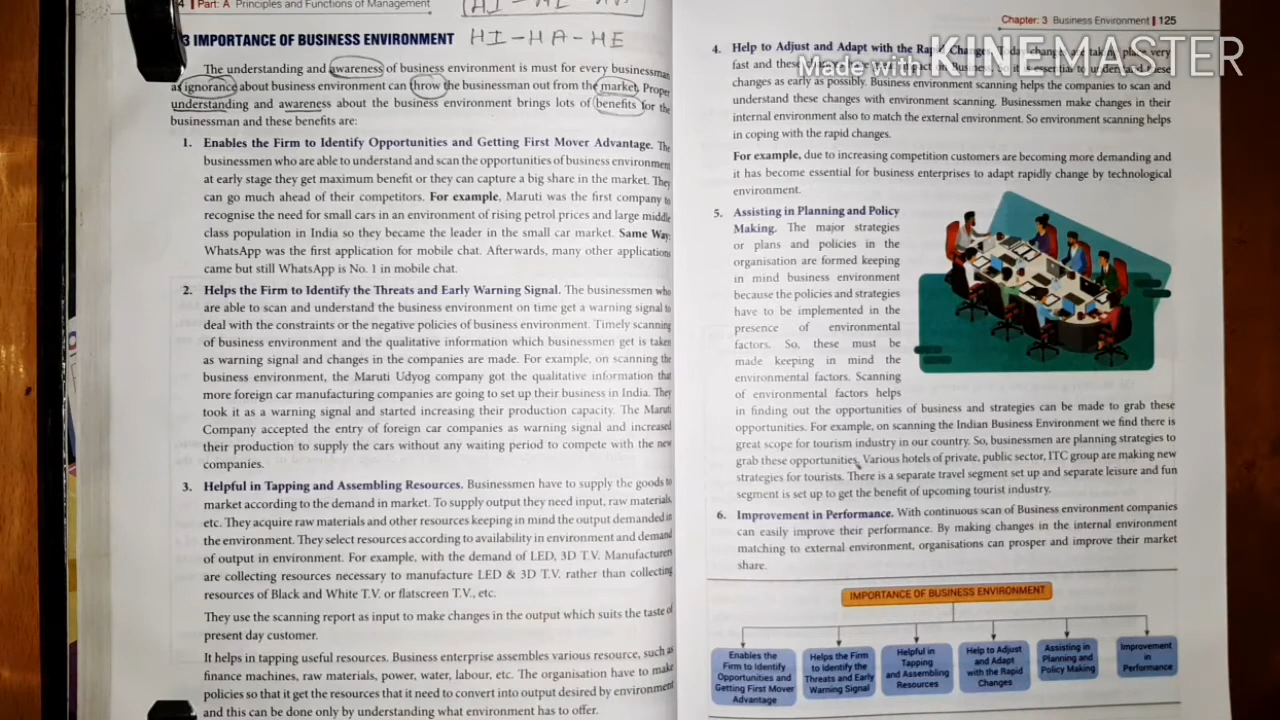 4 | Part: A Principles and Functions of Management
3 IMPORTANCE OF BUSINESS ENVIRONMENT HI-HA-HE
The understanding and awareness of business environment is must for every businessman
as ignorance about business environment can throw the businessman out from the market. Proper
understanding and awareness about the business environment brings lots of benefits for the
businessman and these benefits are:
1. Enables the Firm to Identify Opportunities and Getting First Mover Advantage. The
businessmen who are able to understand and scan the opportunities of business environment
at early stage they get maximum benefit or they can capture a big share in the market. They
can go much ahead of their competitors. For example, Maruti was the first company to
recognise the need for small cars in an environment of rising petrol prices and large middle
class population in India so they became the leader in the small car market. Same Way:
WhatsApp was the first application for mobile chat. Afterwards, many other applications
came but still WhatsApp is No. 1 in mobile chat.
2. Helps the Firm to Identify the Threats and Early Warning Signal. The businessmen who
are able to scan and understand the business environment on time get a warning signal to
deal with the constraints or the negative policies of business environment. Timely scanning
of business environment and the qualitative information which businessmen get is taken
as warning signal and changes in the companies are made. For example, on scanning the
business environment, the Maruti Udyog company got the qualitative information that
more foreign car manufacturing companies are going to set up their business in India. They
took it as a warning signal and started increasing their production capacity. The Maruti
Company accepted the entry of foreign car companies as warning signal and increased
their production to supply the cars without any waiting period to compete with the new
companies.
3. Helpful in Tapping and Assembling Resources. Businessmen have to supply the goods to
market according to the demand in market. To supply output they need input, raw materials,
etc. They acquire raw materials and other resources keeping in mind the output demanded in
the environment. They select resources according to availability in environment and demand
of output in environment. For example, with the demand of LED, 3D T.V. Manufacturers
are collecting resources necessary to manufacture LED & 3D T.V. rather than collecting
resources of Black and White T.V. or flatscreen T.V., etc.
They use the scanning report as input to make changes in the output which suits the taste of
present day customer.
It helps in tapping useful resources. Business enterprise assembles various resource, such as
finance machines, raw materials, power, water, labour, etc. The organisation have to make
policies so that it get the resources that it need to convert into output desired by environment
and this can be done only by understanding what environment has to offer.
Chapter: 3 Business Environment | 125
Made with KINEMASTER
4. Help to Adjust and Adapt with the Rapid Changes. Today changes are taking place very
fast and these
changes as early as possibly. Business environment scanning helps the companies to scan and
understand these changes with environment scanning. Businessmen make changes in their
internal environment also to match the external environment. So environment scanning helps
in coping with the rapid changes.
For example, due to increasing competition customers are becoming more demanding and
it has become essential for business enterprises to adapt rapidly change by technological
environment.
5. Assisting in Planning and Policy
Making. The major strategies
or plans and policies in the
organisation are formed keeping
in mind business environment
because the policies and strategies
have to be implemented in the
presence of environmental
factors. So, these must be
made keeping in mind the
environmental factors. Scanning
of environmental factors helps
in finding out the opportunities of business and strategies can be made to grab these
opportunities. For example, on scanning the Indian Business Environment we find there is
great scope for tourism industry in our country. So, businessmen are planning strategies to
grab these opportunities. Various hotels of private, public sector, ITC group are making new
strategies for tourists. There is a separate travel segment set up and separate leisure and fun
segment is set up to get the benefit of upcoming tourist industry.
6. Improvement in Performance. With continuous scan of Business environment companies
can easily improve their performance. By making changes in the internal environment
matching to external environment, organisations can prosper and improve their market
share.
IMPORTANCE OF BUSINESS ENVIRONMENT
Enables the
Firm to Identify
Opportunities and
Getting First Mover
Advantage
Helps the Firm
to Identify the
Threats and Early
Warning Signal
Helpful in
Tapping
and Assembling
Resources
Help to Adjust
and Adapt
with the Rapid
Changes
Assisting in
Planning and
Policy Making
Improvement
in
Performance